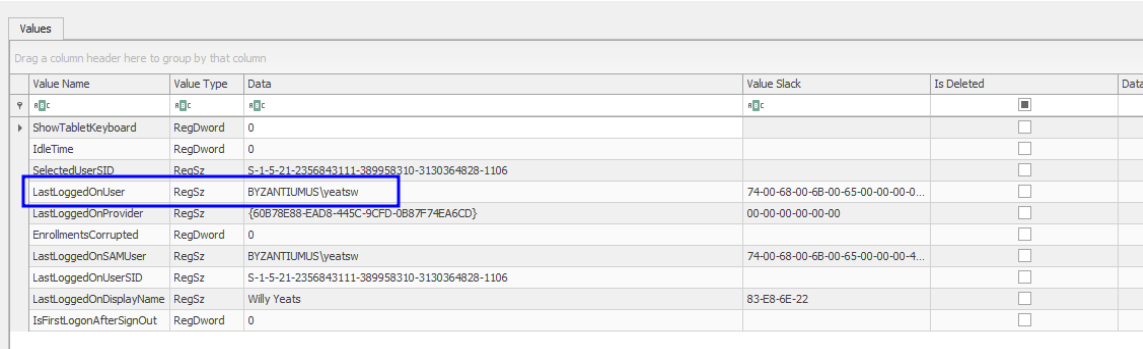 Values
Drag a column header here to group by that column
Value Name Value Type Data Value Slack Is Deleted Data
ShowTabletKeyboard RegDword 0
IdleTime RegDword 0
SelectedUserSID RegSz S-1-5-21-2356843111-389958310-3130364828-1106
LastLoggedOnUser RegSz BYZANTIUMUS\yeatsw 74-00-68-00-6B-00-65-00-00-00-0...
LastLoggedOnProvider RegSz {60B78E88-EAD8-445C-9CFD-0B87F74EA6CD} 00-00-00-00-00-00
EnrollmentsCorrupted RegDword 0
LastLoggedOnSAMUser RegSz BYZANTIUMUS\yeatsw 74-00-68-00-6B-00-65-00-00-00-4...
LastLoggedOnUserSID RegSz S-1-5-21-2356843111-389958310-3130364828-1106
LastLoggedOnDisplayName RegSz Willy Yeats 83-E8-6E-22
IsFirstLogonAfterSignOut RegDword 0